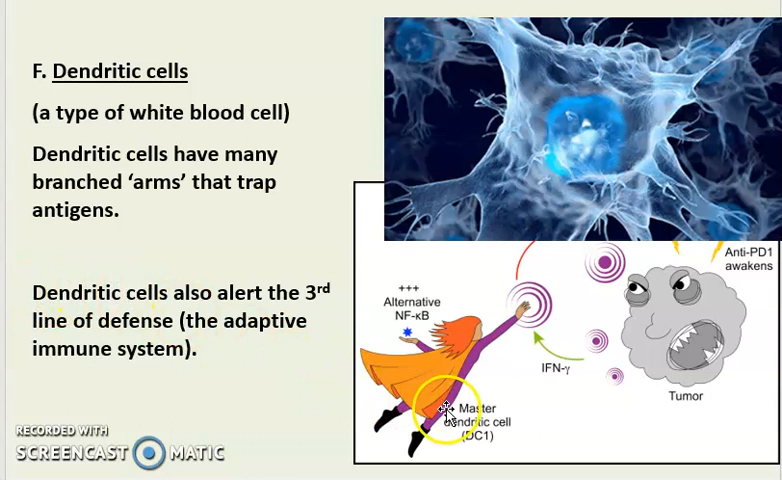 F. Dendritic cells
(a type of white blood cell)
Dendritic cells have many
branched ‘arms’ that trap
antigens.
Dendritic cells also alert the 3rd
line of defense (the adaptive
immune system).
Anti-PD1
awakens
+++
Alternative
NF-κB
IFN-γ
Tumor
Master
dendritic cell
(DC1)
RECORDED WITH
SCREENCAST MATIC